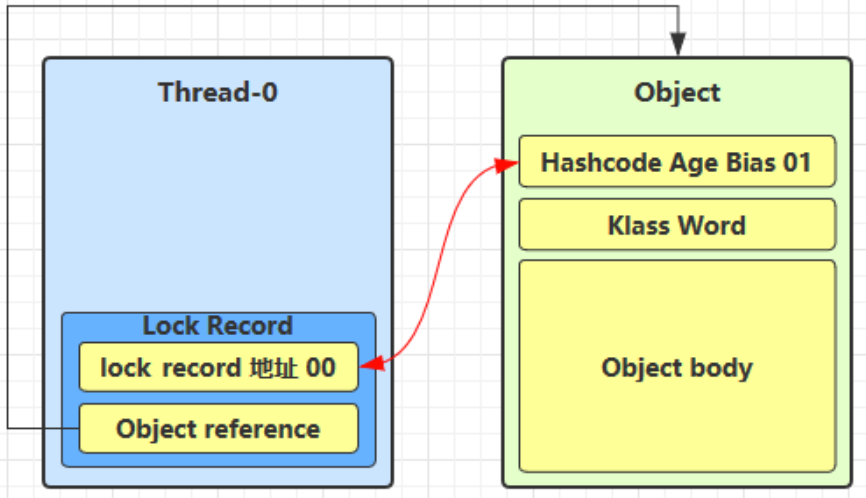 Thread-0
Lock Record
lock record 地址 00
Object reference
Object
Hashcode Age Bias 01
Klass Word
Object body